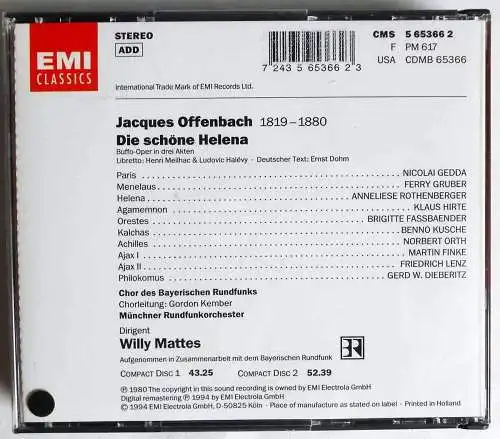 EMI
CLASSICS
STEREO
ADD
7 243 5 65366 2 3
CMS 5 65366 2
F PM 617
USA CDMB 65366
International Trade Mark of EMI Records Ltd.
Jacques Offenbach 1819–1880
Die schöne Helena
Buffo-Oper in drei Akten
Libretto: Henri Meilhac & Ludovic Halévy - Deutscher Text: Ernst Dohm
Paris NICOLAI GEDDA
Menelaus FERRY GRUBER
Helena ANNELIESE ROTHENBERGER
Agamemnon KLAUS HIRTE
Orestes BRIGITTE FASSBAENDER
Kalchas BENNO KUSCHE
Achilles NORBERT ORTH
Ajax I MARTIN FINKE
Ajax II FRIEDRICH LENZ
Philokomus GERD W. DIEBERITZ
Chor des Bayerischen Rundfunks
Chorleitung: Gordon Kember
Münchner Rundfunkorchester
Dirigent
Willy Mattes
Aufgenommen in Zusammenarbeit mit dem Bayerischen Rundfunk
COMPACT DISC 1 43.25 COMPACT DISC 2 52.39
℗ 1980 The copyright in this sound recording is owned by EMI Electrola GmbH
Digital remastering ℗ 1994 by EMI Electrola GmbH
© 1994 EMI Electrola GmbH, D-50825 Köln · Place of manufacture as stated on label · Printed in Holland